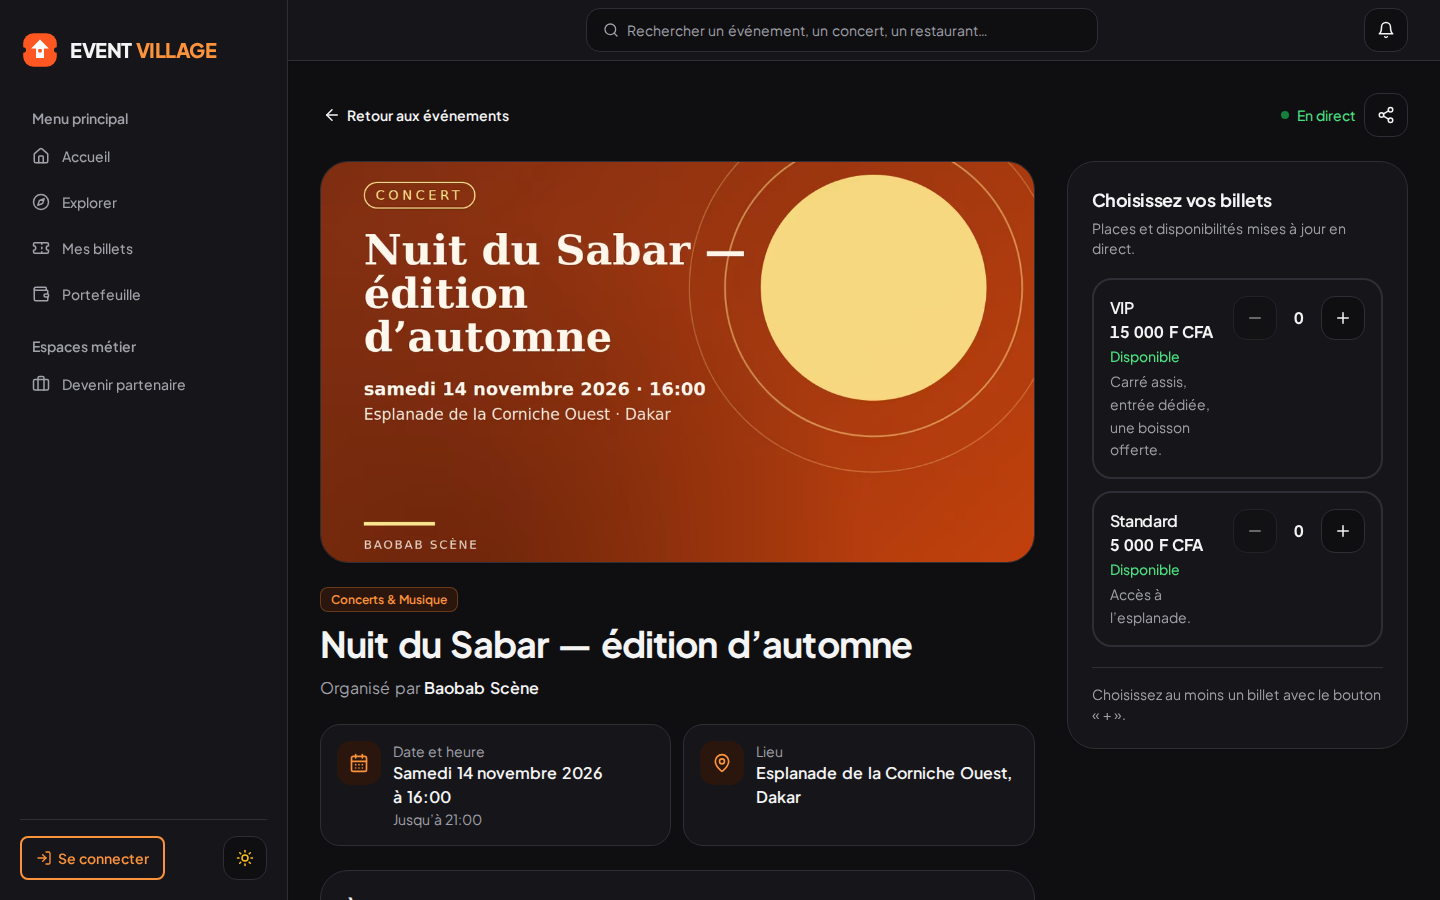 EVENT VILLAGE
Rechercher un événement, un concert, un restaurant...
Menu principal
Accueil
Explorer
Mes billets
Portefeuille
Espaces métier
Devenir partenaire
Se connecter
Retour aux événements
En direct
CONCERT
Nuit du Sabar —
édition
d’automne
samedi 14 novembre 2026 · 16:00
Esplanade de la Corniche Ouest · Dakar
BAOBAB SCÈNE
Concerts & Musique
Nuit du Sabar — édition d’automne
Organisé par Baobab Scène
Date et heure
Samedi 14 novembre 2026
à 16:00
Jusqu’à 21:00
Lieu
Esplanade de la Corniche Ouest,
Dakar
Choisissez vos billets
Places et disponibilités mises à jour en
direct.
VIP
15 000 F CFA
− 0 +
Disponible
Carré assis,
entrée dédiée,
une boisson
offerte.
Standard
5 000 F CFA
− 0 +
Disponible
Accès à
l’esplanade.
Choisissez au moins un billet avec le bouton
« + ».